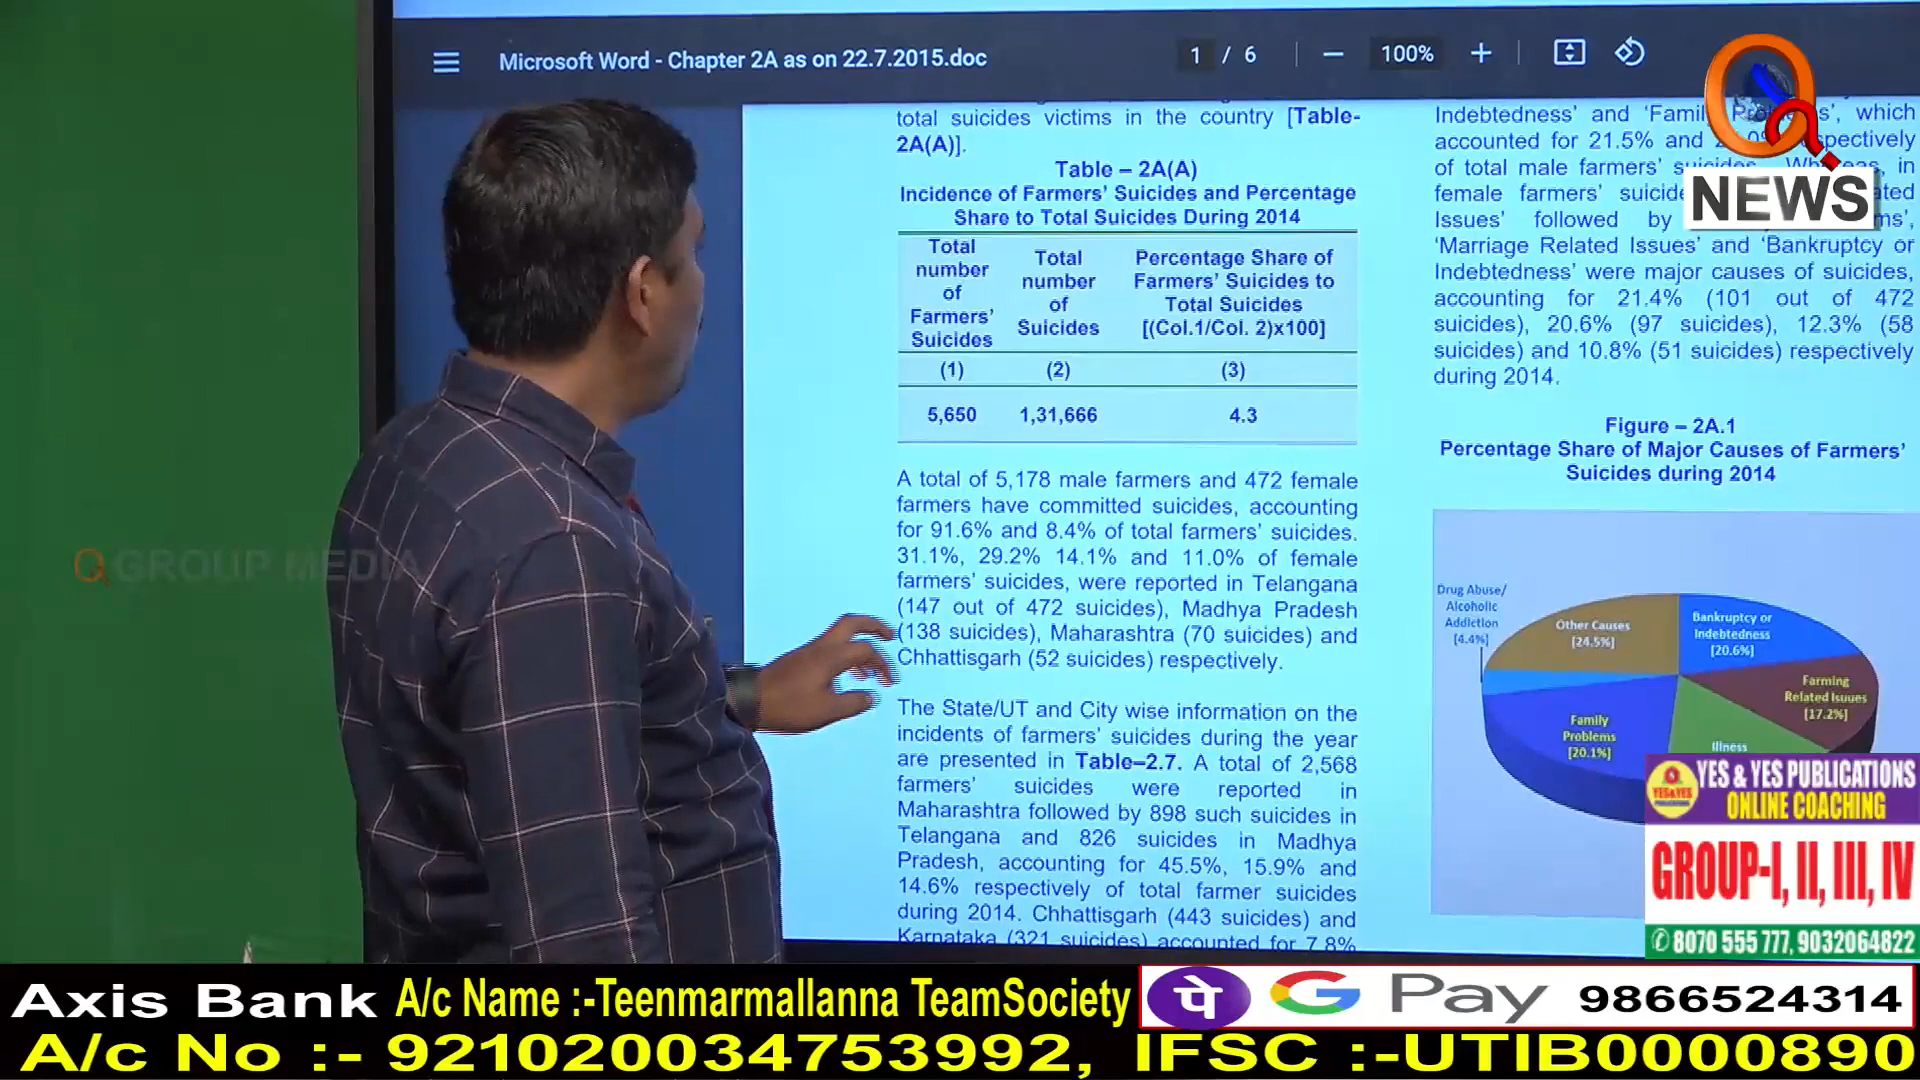 Microsoft Word - Chapter 2A as on 22.7.2015.doc
1 / 6
100%
total suicides victims in the country [Table-
2A(A)].
Table – 2A(A)
Incidence of Farmers' Suicides and Percentage
Share to Total Suicides During 2014
Total number of Farmers' Suicides
Total number of Suicides
Percentage Share of Farmers' Suicides to Total Suicides [(Col.1/Col. 2)x100]
(1) (2) (3)
5,650 1,31,666 4.3
A total of 5,178 male farmers and 472 female
farmers have committed suicides, accounting
for 91.6% and 8.4% of total farmers' suicides.
31.1%, 29.2% 14.1% and 11.0% of female
farmers' suicides, were reported in Telangana
(147 out of 472 suicides), Madhya Pradesh
(138 suicides), Maharashtra (70 suicides) and
Chhattisgarh (52 suicides) respectively.
The State/UT and City wise information on the
incidents of farmers' suicides during the year
are presented in Table–2.7. A total of 2,568
farmers' suicides were reported in
Maharashtra followed by 898 such suicides in
Telangana and 826 suicides in Madhya
Pradesh, accounting for 45.5%, 15.9% and
14.6% respectively of total farmer suicides
during 2014. Chhattisgarh (443 suicides) and
Karnataka (321 suicides) accounted for 7.8%
Indebtedness' and 'Family Problems', which
accounted for 21.5% and
of total male farmers' suicides. Whereas, in
female farmers'
Issues' followed by
'Marriage Related Issues' and 'Bankruptcy or
Indebtedness' were major causes of suicides,
accounting for 21.4% (101 out of 472
suicides), 20.6% (97 suicides), 12.3% (58
suicides) and 10.8% (51 suicides) respectively
during 2014.
Figure – 2A.1
Percentage Share of Major Causes of Farmers'
Suicides during 2014
Drug Abuse/
Alcoholic
Addiction
[4.4%]
Other Causes
[24.5%]
Bankruptcy or
Indebtedness
[20.6%]
Farming
Related Isuues
[17.2%]
Family
Problems
[20.1%]
Illness
NEWS
Q GROUP MEDIA
YES&YES
YES & YES PUBLICATIONS
ONLINE COACHING
GROUP-I, II, III, IV
8070 555 777, 9032064822
Axis Bank A/c Name :-Teenmarmallanna TeamSociety
पे G Pay 9866524314
A/c No :- 921020034753992, IFSC :-UTIB0000890